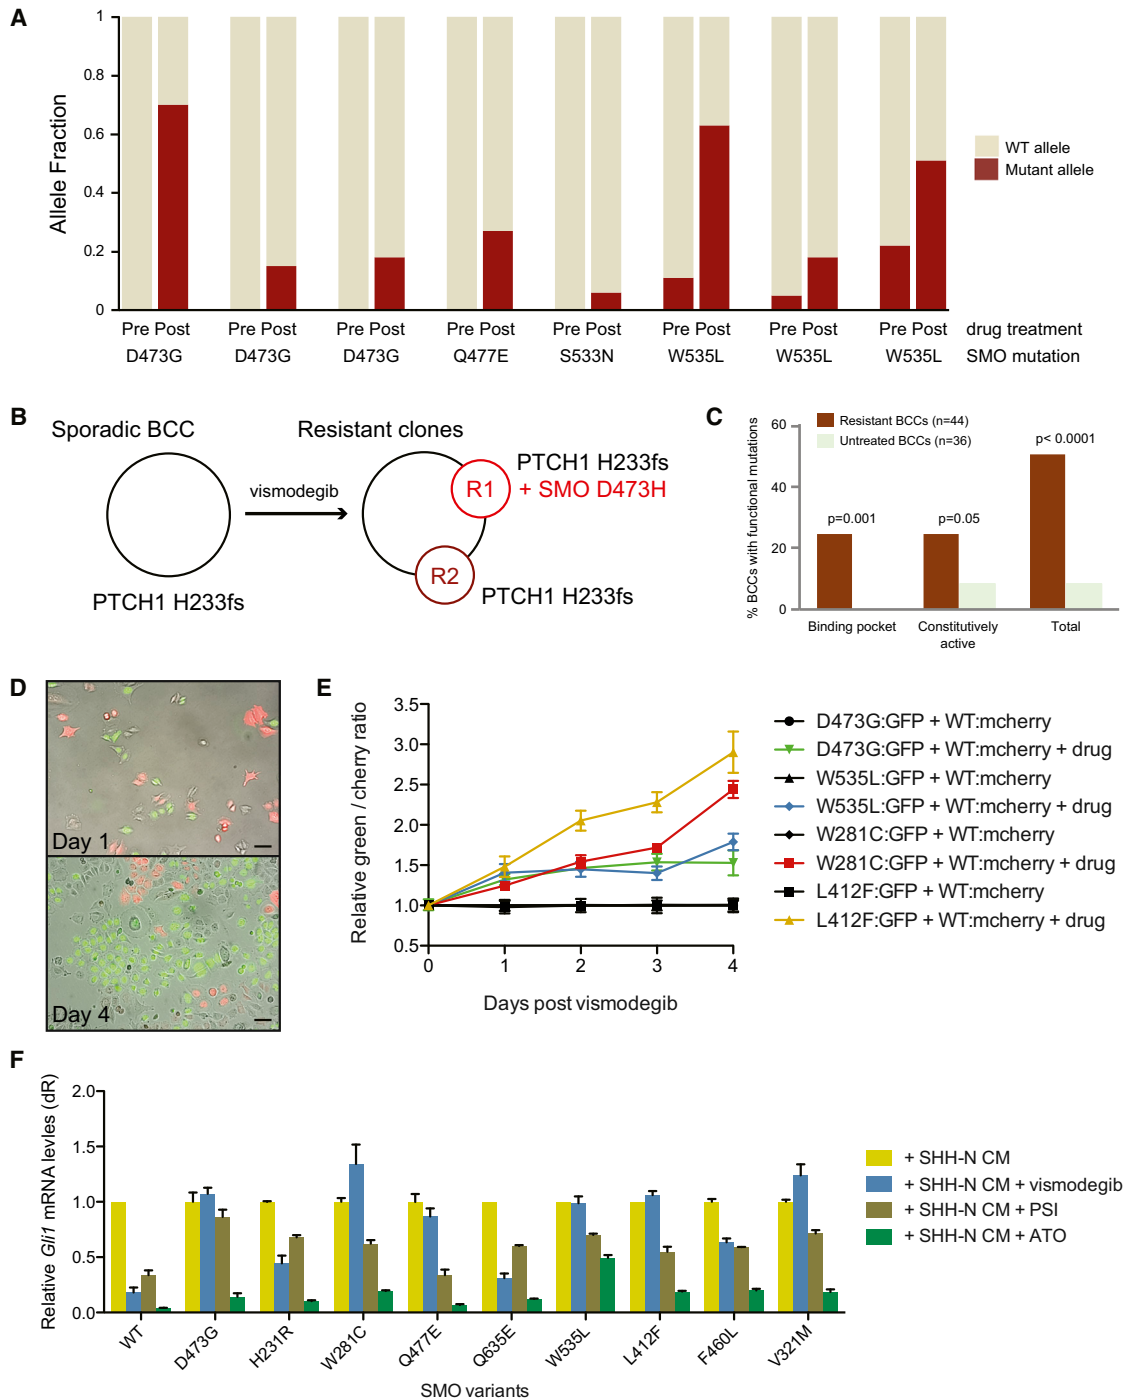 A
Allele Fraction
1
0.8
0.6
0.4
0.2
0
WT allele
Mutant allele
Pre Post Pre Post Pre Post Pre Post Pre Post Pre Post Pre Post Pre Post drug treatment
D473G D473G D473G Q477E S533N W535L W535L W535L SMO mutation
B
Sporadic BCC
Resistant clones
vismodegib
PTCH1 H233fs
R1
PTCH1 H233fs
+ SMO D473H
R2
PTCH1 H233fs
C
% BCCs with functional mutations
Resistant BCCs (n=44)
Untreated BCCs (n=36)
60
40
20
0
p=0.001
p=0.05
p< 0.0001
Binding pocket
Constitutively
active
Total
D
Day 1
Day 4
E
Relative green / cherry ratio
3.5
3.0
2.5
2.0
1.5
1.0
0.5
0 1 2 3 4
Days post vismodegib
D473G:GFP + WT:mcherry
D473G:GFP + WT:mcherry + drug
W535L:GFP + WT:mcherry
W535L:GFP + WT:mcherry + drug
W281C:GFP + WT:mcherry
W281C:GFP + WT:mcherry + drug
L412F:GFP + WT:mcherry
L412F:GFP + WT:mcherry + drug
F
Relative Gli1 mRNA levles (dR)
2.0
1.5
1.0
0.5
0.0
WT D473G H231R W281C Q477E Q635E W535L L412F F460L V321M
SMO variants
+ SHH-N CM
+ SHH-N CM + vismodegib
+ SHH-N CM + PSI
+ SHH-N CM + ATO